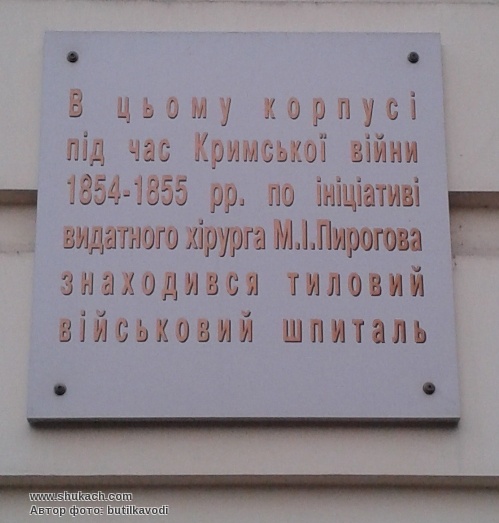 В цьому корпусі
під час Кримської війни
1854-1855 рр. по ініціативі
видатного хірурга М.І.Пирогова
знаходився тиловий
військовий шпиталь
www.shukach.com
Автор фото: butilkavodi